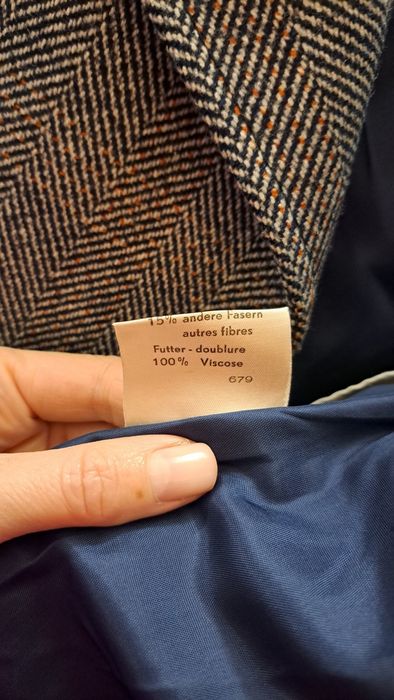 15% andere Fasern
autres fibres
Futter - doublure
100% Viscose
679